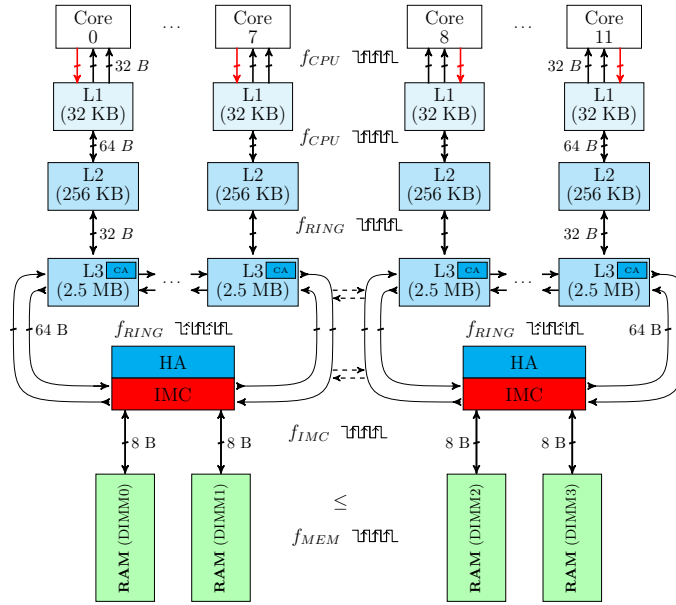 Core 0
...
Core 7
Core 8
...
Core 11
f_CPU
32 B
32 B
L1 (32 KB)
L1 (32 KB)
L1 (32 KB)
L1 (32 KB)
f_CPU
64 B
64 B
L2 (256 KB)
L2 (256 KB)
L2 (256 KB)
L2 (256 KB)
f_RING
32 B
32 B
L3 CA (2.5 MB)
...
L3 CA (2.5 MB)
L3 CA (2.5 MB)
...
L3 CA (2.5 MB)
64 B
f_RING
f_RING
64 B
HA
HA
IMC
IMC
8 B
8 B
f_IMC
8 B
8 B
RAM (DIMM0)
RAM (DIMM1)
≤
f_MEM
RAM (DIMM2)
RAM (DIMM3)